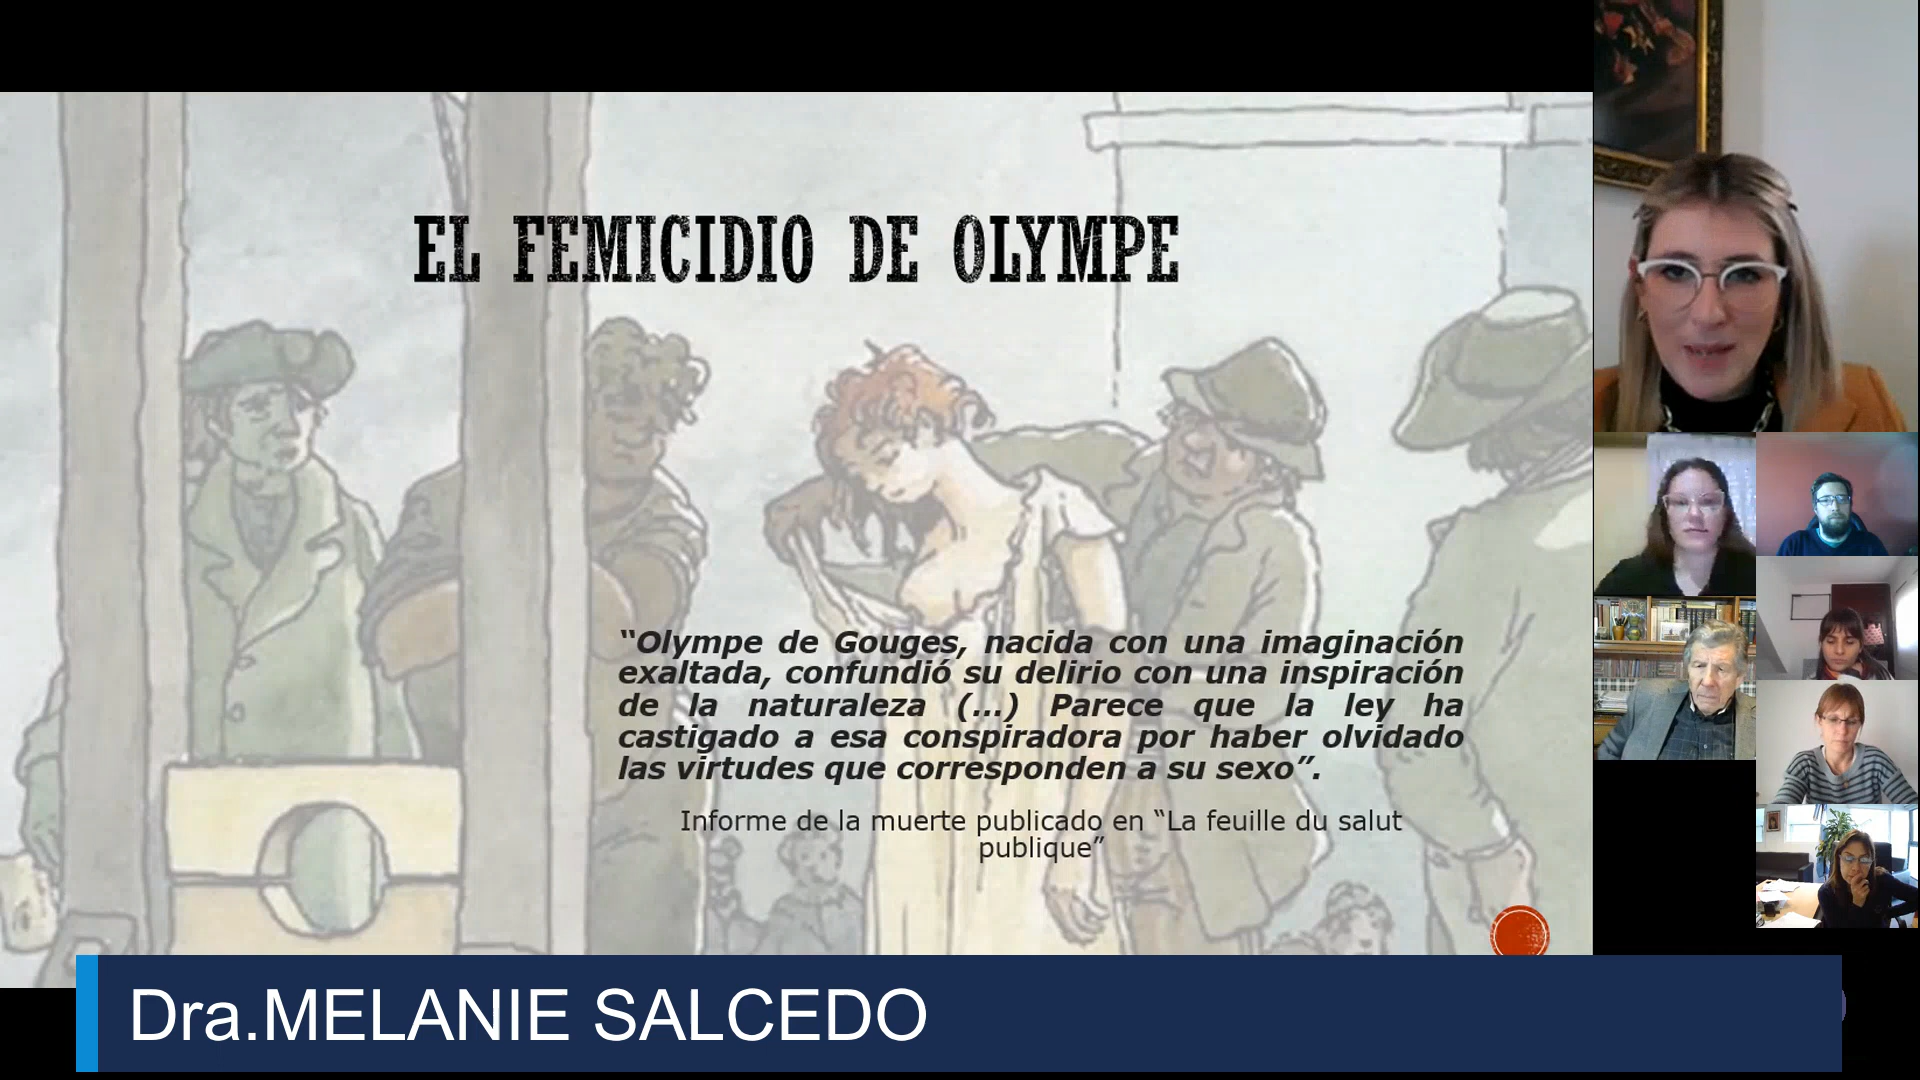 EL FEMICIDIO DE OLYMPE
“Olympe de Gouges, nacida con una imaginación
exaltada, confundió su delirio con una inspiración
de la naturaleza (...) Parece que la ley ha
castigado a esa conspiradora por haber olvidado
las virtudes que corresponden a su sexo”.
Informe de la muerte publicado en “La feuille du salut
publique”
Dra.MELANIE SALCEDO